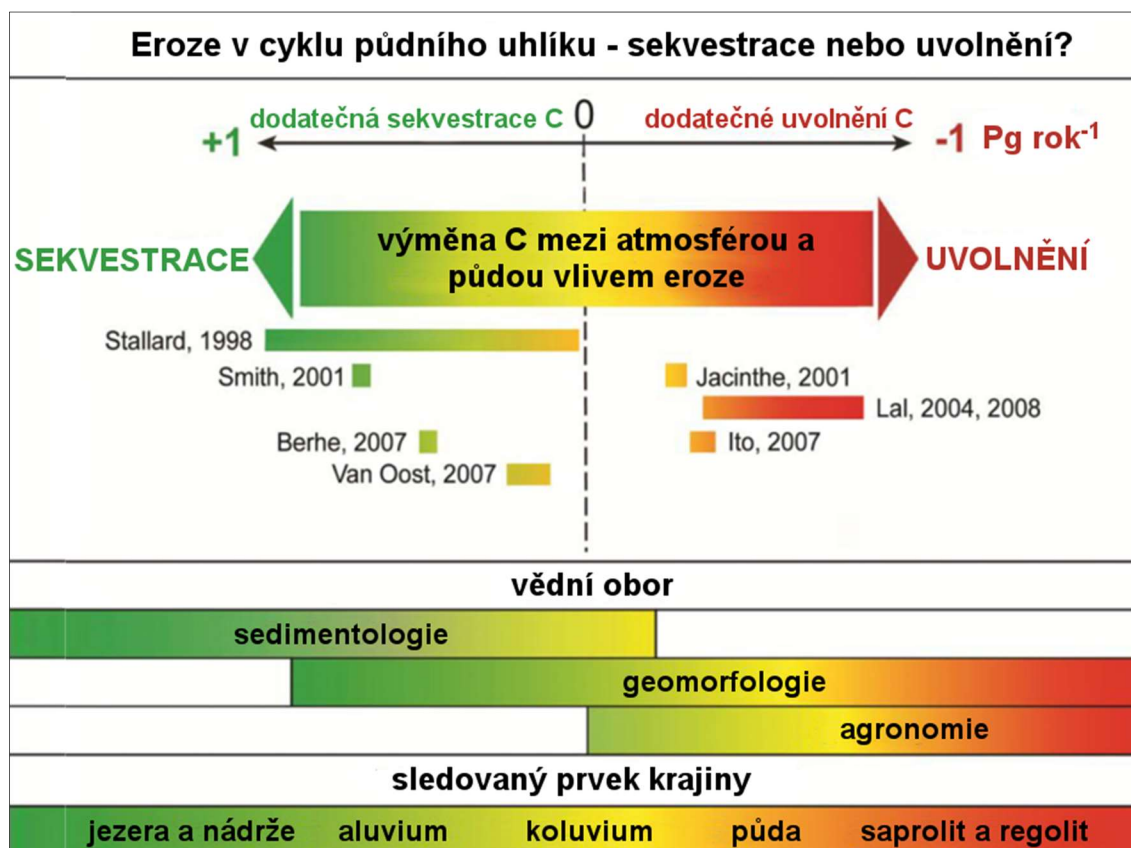 Eroze v cyklu půdního uhlíku - sekvestrace nebo uvolnění?
dodatečná sekvestrace C 0 dodatečné uvolnění C
+1 -1 Pg rok-1
SEKVESTRACE
výměna C mezi atmosférou a
půdou vlivem eroze
UVOLNĚNÍ
Stallard, 1998
Smith, 2001 Jacinthe, 2001
Lal, 2004, 2008
Berhe, 2007 Ito, 2007
Van Oost, 2007
vědní obor
sedimentologie
geomorfologie
agronomie
sledovaný prvek krajiny
jezera a nádrže aluvium koluvium půda saprolit a regolit